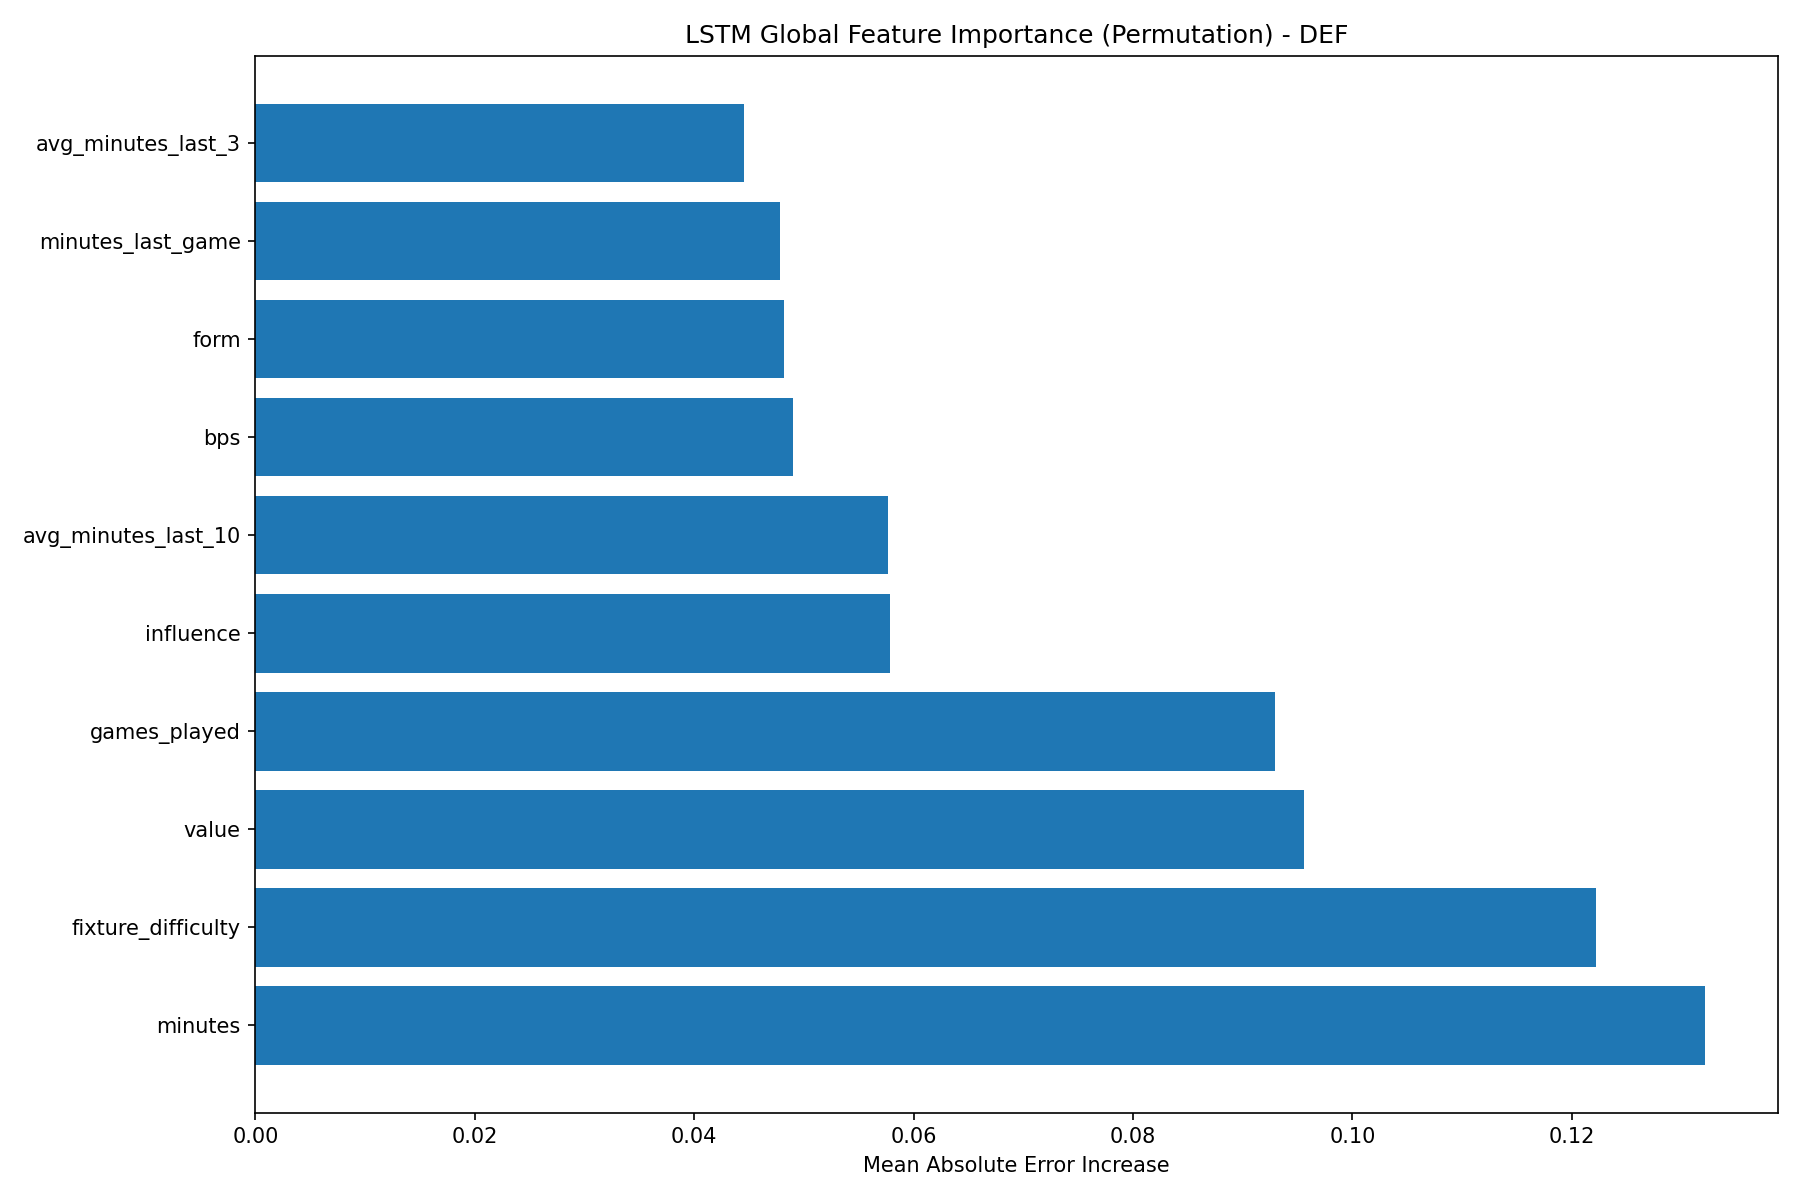 LSTM Global Feature Importance (Permutation) - DEF
avg_minutes_last_3
minutes_last_game
form
bps
avg_minutes_last_10
influence
games_played
value
fixture_difficulty
minutes
0.00 0.02 0.04 0.06 0.08 0.10 0.12
Mean Absolute Error Increase